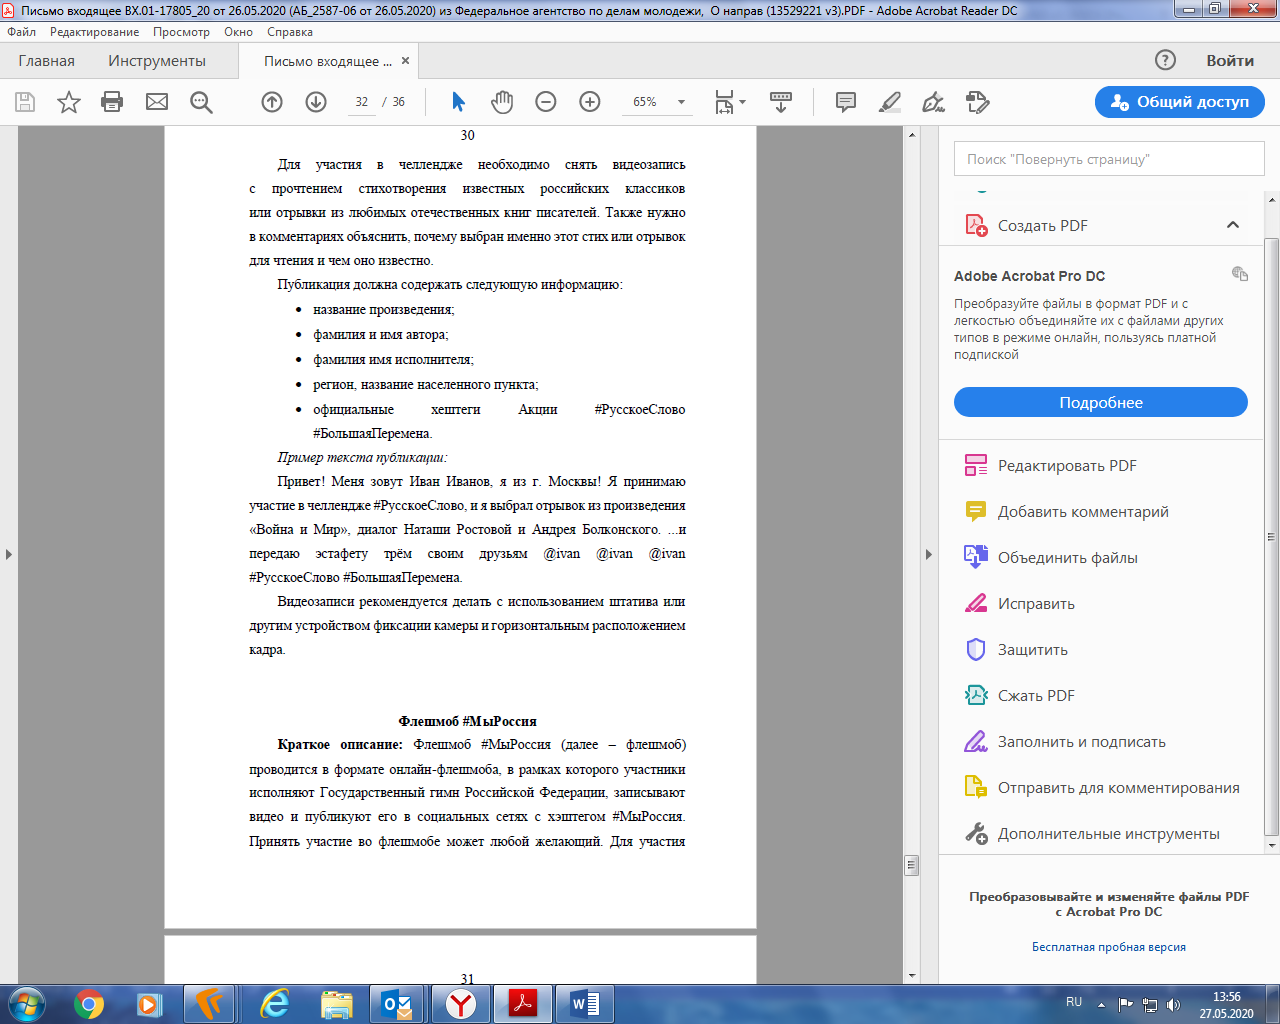 Письмо входящее ВХ.01-17805_20 от 26.05.2020 (АБ_2587-06 от 26.05.2020) из Федеральное агентство по делам молодежи,  О направ (13529221 v3).PDF - Adobe Acrobat Reader DC
Файл Редактирование Просмотр Окно Справка
Главная Инструменты Письмо входящее ... × Войти
32 / 36 65% Общий доступ
30
Для участия в челлендже необходимо снять видеозапись
с прочтением стихотворения известных российских классиков
или отрывки из любимых отечественных книг писателей. Также нужно
в комментариях объяснить, почему выбран именно этот стих или отрывок
для чтения и чем оно известно.
Публикация должна содержать следующую информацию:
• название произведения;
• фамилия и имя автора;
• фамилия имя исполнителя;
• регион, название населенного пункта;
• официальные хештеги Акции #РусскоеСлово
#БольшаяПеремена.
Пример текста публикации:
Привет! Меня зовут Иван Иванов, я из г. Москвы! Я принимаю
участие в челлендже #РусскоеСлово, и я выбрал отрывок из произведения
«Война и Мир», диалог Наташи Ростовой и Андрея Болконского. ...и
передаю эстафету трём своим друзьям @ivan @ivan @ivan
#РусскоеСлово #БольшаяПеремена.
Видеозаписи рекомендуется делать с использованием штатива или
другим устройством фиксации камеры и горизонтальным расположением
кадра.
Флешмоб #МыРоссия
Краткое описание: Флешмоб #МыРоссия (далее – флешмоб)
проводится в формате онлайн-флешмоба, в рамках которого участники
исполняют Государственный гимн Российской Федерации, записывают
видео и публикуют его в социальных сетях с хэштегом #МыРоссия.
Принять участие во флешмобе может любой желающий. Для участия
31
Поиск "Повернуть страницу"
Создать PDF
Adobe Acrobat Pro DC
Преобразуйте файлы в формат PDF и с
легкостью объединяйте их с файлами других
типов в режиме онлайн, пользуясь платной
подпиской
Подробнее
Редактировать PDF
Добавить комментарий
Объединить файлы
Исправить
Защитить
Сжать PDF
Заполнить и подписать
Отправить для комментирования
Дополнительные инструменты
Преобразовывайте и изменяйте файлы PDF
с Acrobat Pro DC
Бесплатная пробная версия
RU
13:56
27.05.2020